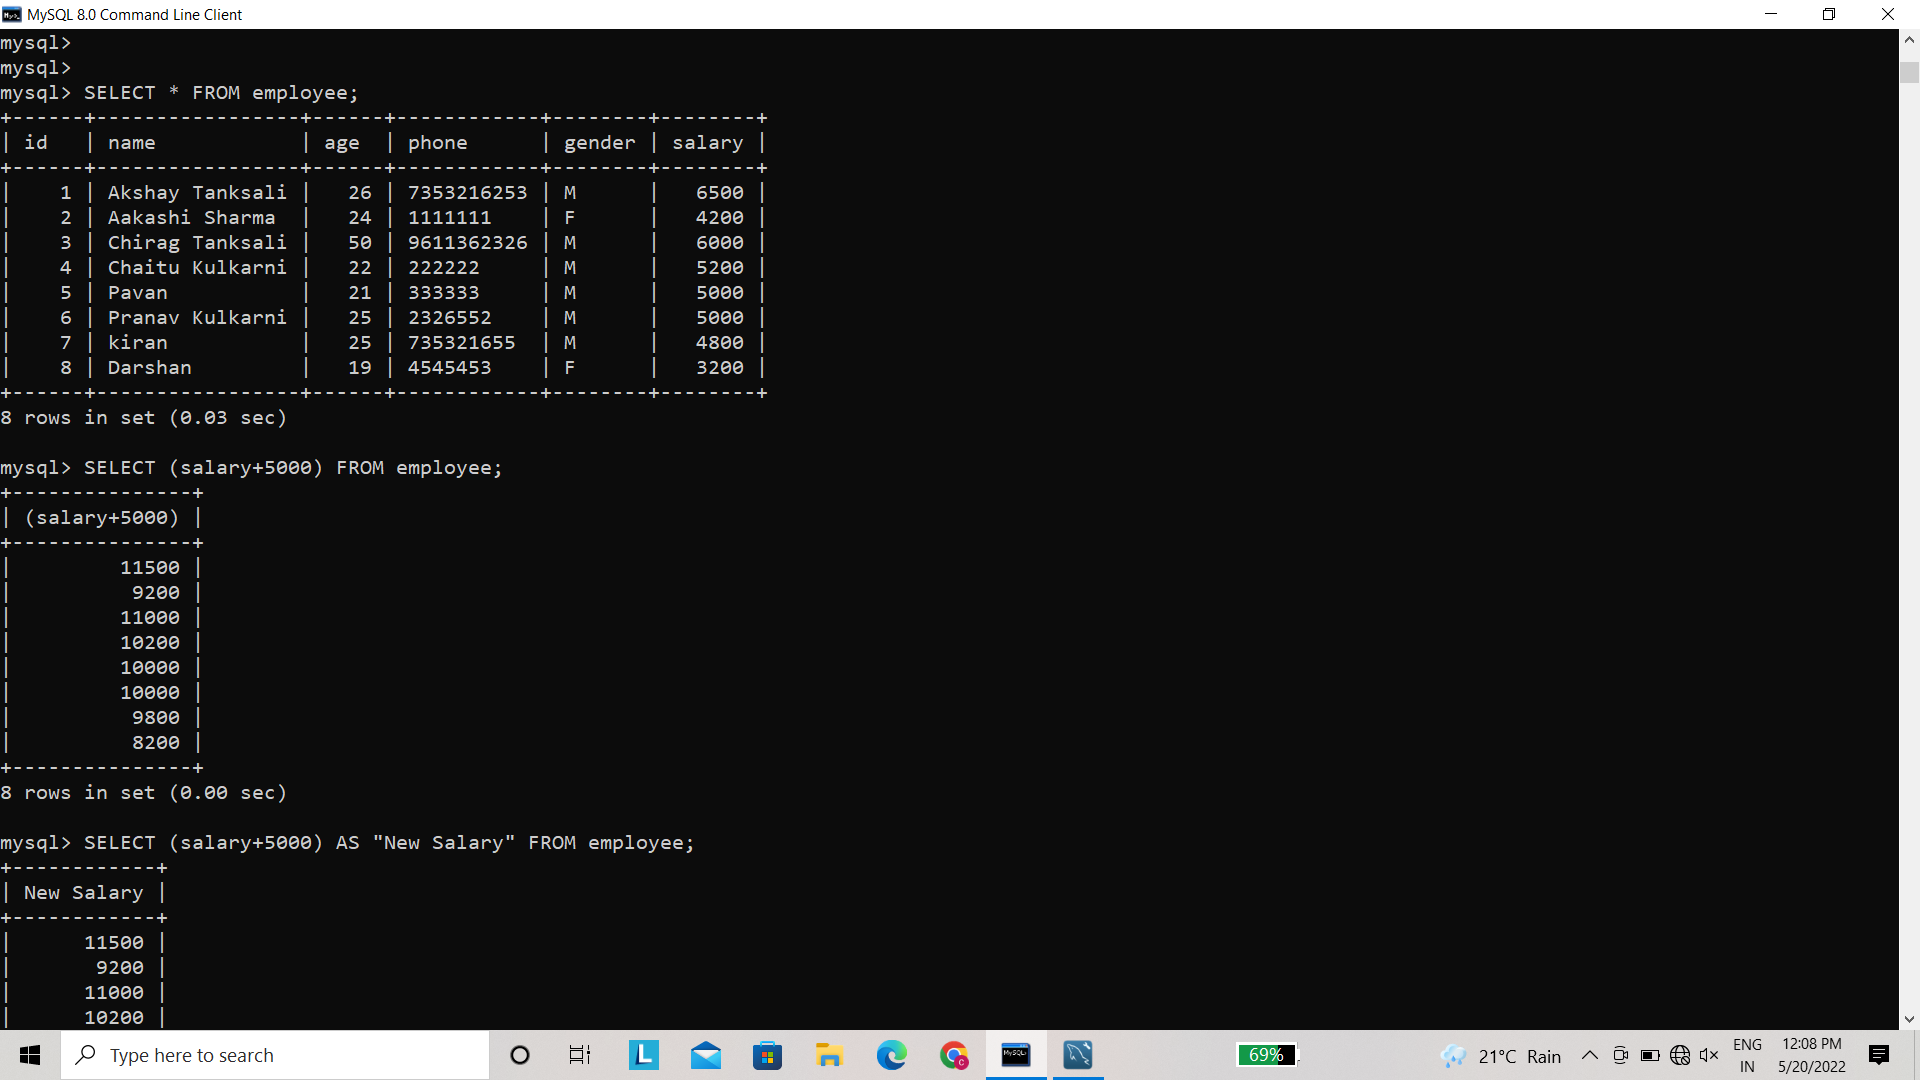 MySQL 8.0 Command Line Client
mysql>
mysql>
mysql> SELECT * FROM employee;
+------+-----------------+------+------------+--------+--------+
| id   | name            | age  | phone      | gender | salary |
+------+-----------------+------+------------+--------+--------+
|    1 | Akshay Tanksali |   26 | 7353216253 | M      |   6500 |
|    2 | Aakashi Sharma  |   24 | 1111111    | F      |   4200 |
|    3 | Chirag Tanksali |   50 | 9611362326 | M      |   6000 |
|    4 | Chaitu Kulkarni |   22 | 222222     | M      |   5200 |
|    5 | Pavan           |   21 | 333333     | M      |   5000 |
|    6 | Pranav Kulkarni |   25 | 2326552    | M      |   5000 |
|    7 | kiran           |   25 | 735321655  | M      |   4800 |
|    8 | Darshan         |   19 | 4545453    | F      |   3200 |
+------+-----------------+------+------------+--------+--------+
8 rows in set (0.03 sec)
mysql> SELECT (salary+5000) FROM employee;
+---------------+
| (salary+5000) |
+---------------+
|         11500 |
|          9200 |
|         11000 |
|         10200 |
|         10000 |
|         10000 |
|          9800 |
|          8200 |
+---------------+
8 rows in set (0.00 sec)
mysql> SELECT (salary+5000) AS "New Salary" FROM employee;
+------------+
| New Salary |
+------------+
|      11500 |
|       9200 |
|      11000 |
|      10200 |
Type here to search
L
C
MySQL
69%
21°C Rain
ENG
IN
12:08 PM
5/20/2022